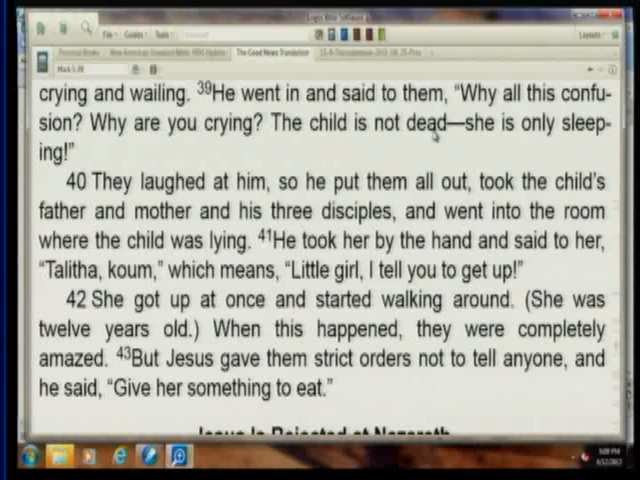 Logos Bible Software
File Guides Tools Layouts
The Good News Translation
Mark 5:39
crying and wailing. 39He went in and said to them, “Why all this confu-
sion? Why are you crying? The child is not dead—she is only sleep-
ing!”
40 They laughed at him, so he put them all out, took the child’s
father and mother and his three disciples, and went into the room
where the child was lying. 41He took her by the hand and said to her,
“Talitha, koum,” which means, “Little girl, I tell you to get up!”
42 She got up at once and started walking around. (She was
twelve years old.) When this happened, they were completely
amazed. 43But Jesus gave them strict orders not to tell anyone, and
he said, “Give her something to eat.”
Jesus Is Rejected at Nazareth